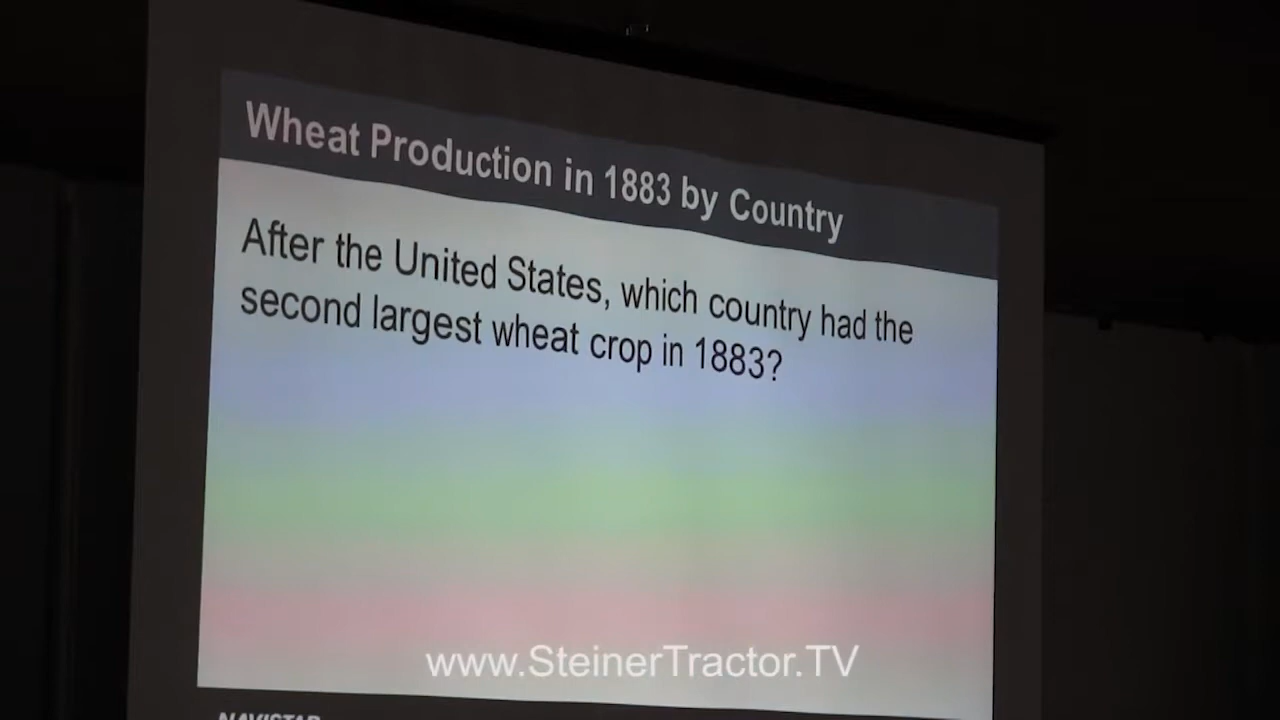 Wheat Production in 1883 by Country
After the United States, which country had the
second largest wheat crop in 1883?
www.SteinerTractor.TV
NAVISTAR